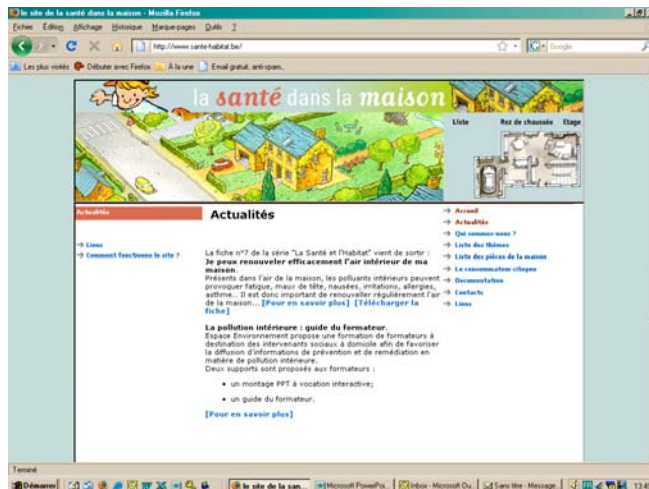 le site de la santé dans la maison - Mozilla Firefox
Fichier Édition Affichage Historique Marque-pages Outils ?
http://www.sante-habitat.be/
Google
Les plus visités Débuter avec Firefox À la une Email gratuit, anti-spam..
la santé dans la maison
Liste Rez de chaussée Etage
Actualités
Liens
Comment fonctionne le site ?
Actualités
La fiche n°7 de la série "La Santé et l'Habitat" vient de sortir :
Je peux renouveler efficacement l'air intérieur de ma
maison.
Présents dans l'air de la maison, les polluants intérieurs peuvent
provoquer fatigue, maux de tête, nausées, irritations, allergies,
asthme... Il est donc important de renouveller régulièrement l'air
de la maison... [Pour en savoir plus] [Télécharger la
fiche]
La pollution intérieure : guide du formateur.
Espace Environnement propose une formation de formateurs à
destination des intervenants sociaux à domicile afin de favoriser
la diffusion d'informations de prévention et de remédiation en
matière de pollution intérieure.
Deux supports sont proposés aux formateurs :
• un montage PPT à vocation interactive;
• un guide du formateur.
[Pour en savoir plus]
Accueil
Actualités
Qui sommes-nous ?
Liste des thèmes
Liste des pièces de la maison
Le consommateur citoyen
Documentation
Contacts
Liens
Terminé
Démarrer
le site de la san...
Microsoft PowerPoi...
Inbox - Microsoft Ou...
Sans titre - Message...
13:45